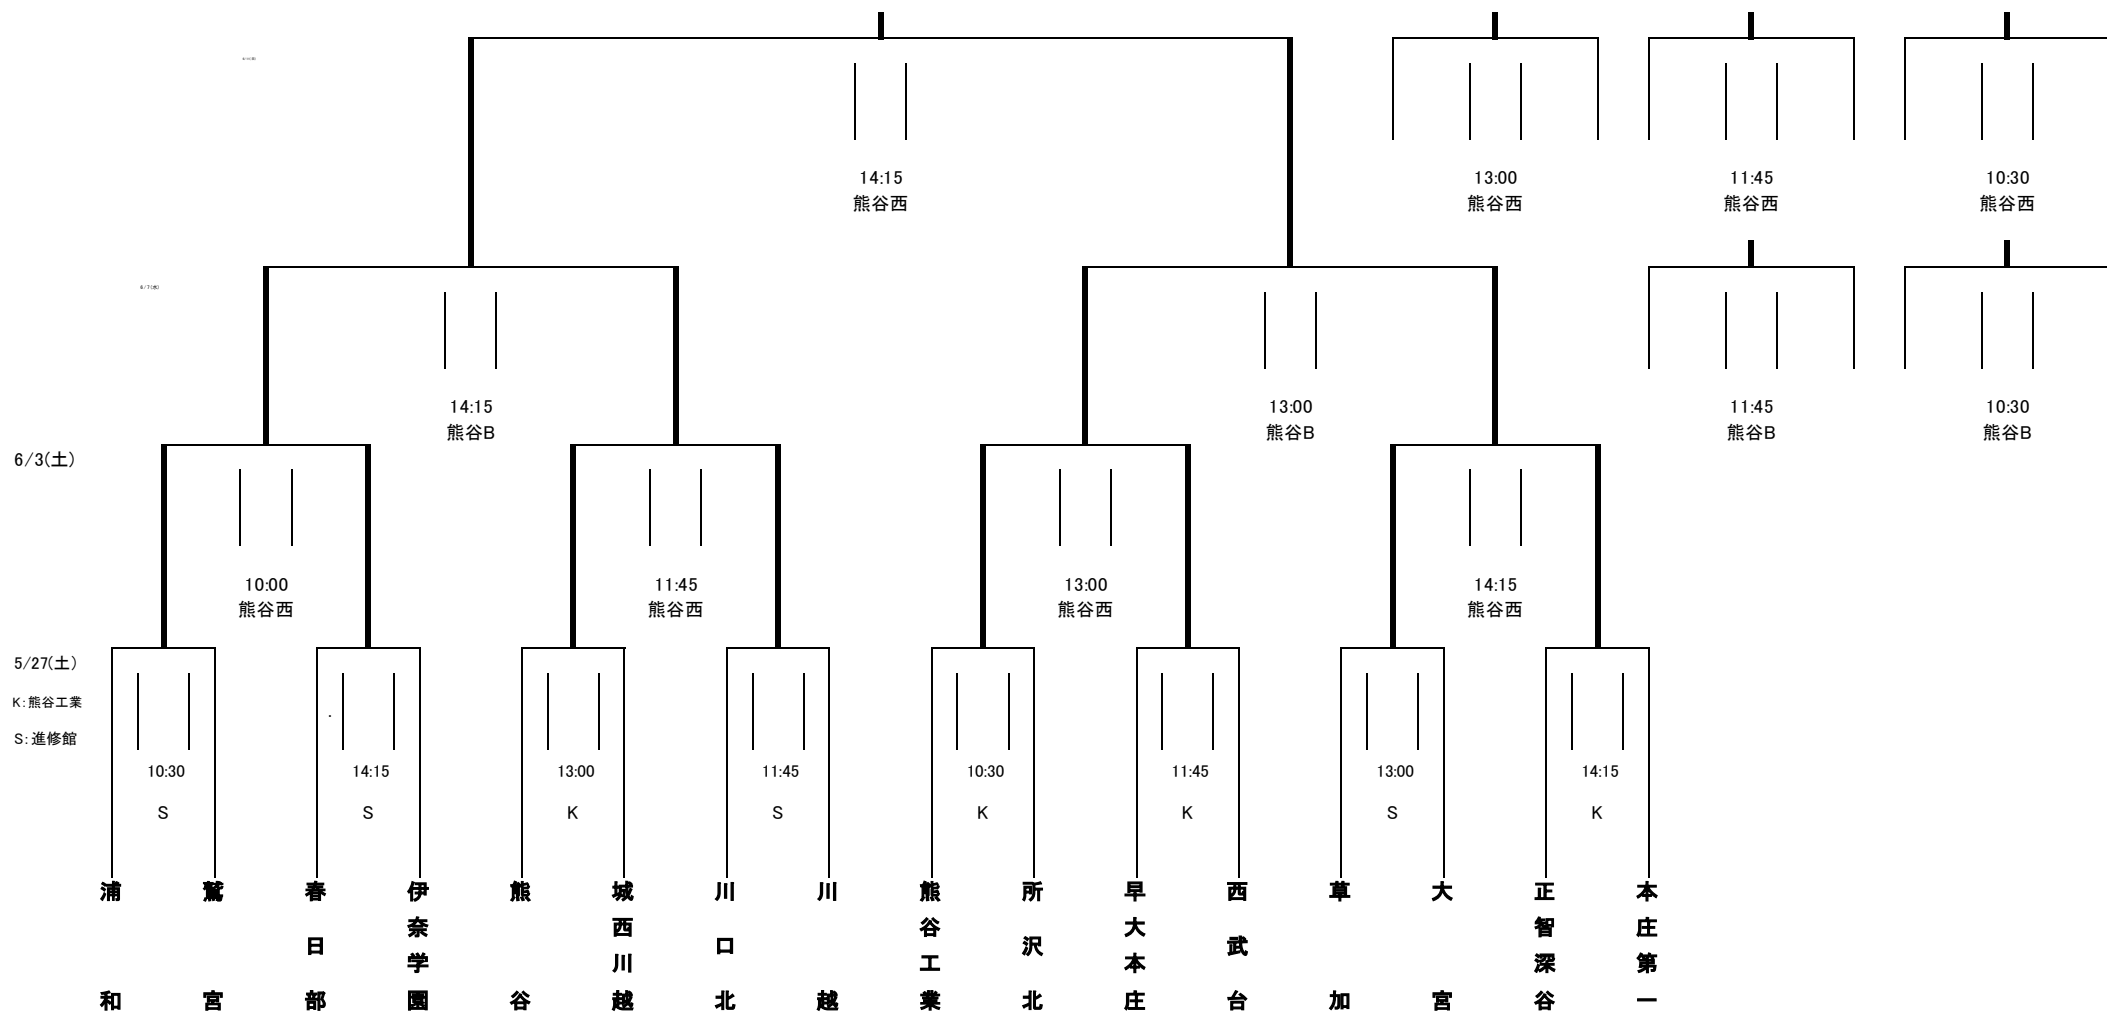 14:15
熊谷西
13:00
熊谷西
11:45
熊谷西
10:30
熊谷西
6/7(水)
14:15
熊谷B
13:00
熊谷B
11:45
熊谷B
10:30
熊谷B
6/3(土)
10:00
熊谷西
11:45
熊谷西
13:00
熊谷西
14:15
熊谷西
5/27(土)
K:熊谷工業
S:進修館
10:30
S
14:15
S
13:00
K
11:45
S
10:30
K
11:45
K
13:00
S
14:15
K
浦和
鷲宮
春日部
伊奈学園
熊谷
城西川越
川口北
川越
熊谷工業
所沢北
早大本庄
西武台
草加
大宮
正智深谷
本庄第一